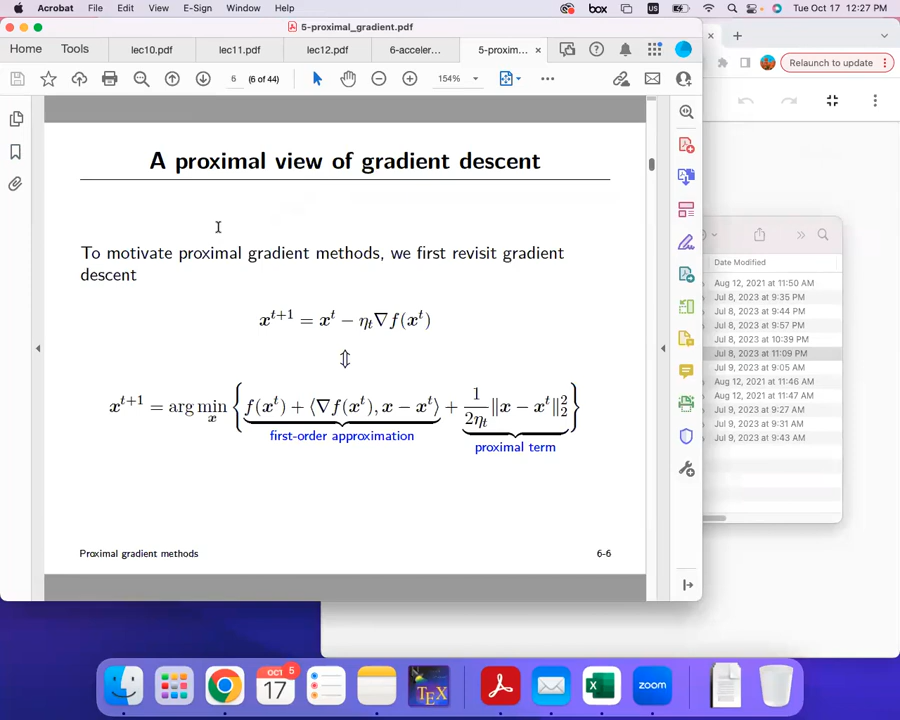 Acrobat File Edit View E-Sign Window Help box US Tue Oct 17 12:27 PM
5-proximal_gradient.pdf
Home Tools lec10.pdf lec11.pdf lec12.pdf 6-acceler... 5-proxim... ×
Relaunch to update
6 (6 of 44) 154%
A proximal view of gradient descent
To motivate proximal gradient methods, we first revisit gradient
descent
x^{t+1} = x^t − η_t∇f(x^t)
⇕
x^{t+1} = arg min_x { f(x^t) + ⟨∇f(x^t), x − x^t⟩ + 1/(2η_t) ‖x − x^t‖_2^2 }
first-order approximation
proximal term
Proximal gradient methods 6-6
Date Modified
Aug 12, 2021 at 11:50 AM
Jul 8, 2023 at 9:35 PM
Jul 8, 2023 at 9:44 PM
Jul 8, 2023 at 9:57 PM
Jul 8, 2023 at 10:39 PM
Jul 8, 2023 at 11:09 PM
Jul 9, 2023 at 9:05 AM
Aug 12, 2021 at 11:46 AM
Aug 12, 2021 at 11:47 AM
Jul 9, 2023 at 9:27 AM
Jul 9, 2023 at 9:31 AM
Jul 9, 2023 at 9:43 AM
OCT 5
17
TEX
X
zoom